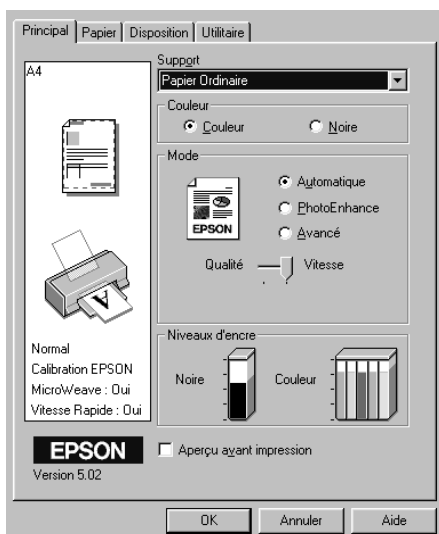 Principal Papier Disposition Utilitaire
A4
Support
Papier Ordinaire
Couleur
Couleur Noire
Mode
EPSON
Automatique
PhotoEnhance
Avancé
Qualité Vitesse
Niveaux d'encre
Noire Couleur
Normal
Calibration EPSON
MicroWeave : Oui
Vitesse Rapide : Oui
EPSON
Version 5.02
Aperçu avant impression
OK Annuler Aide